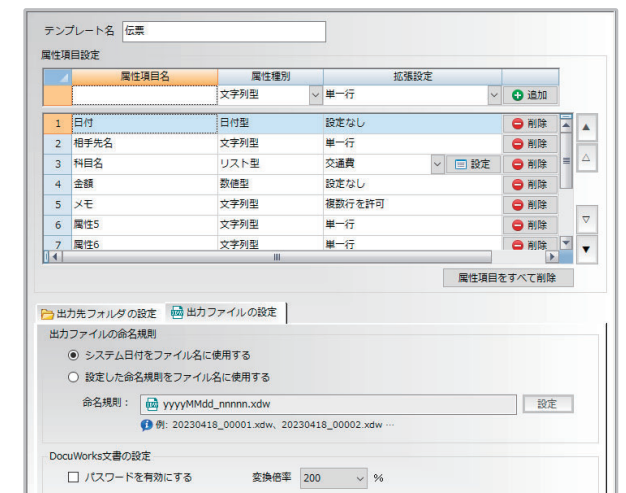 テンプレート名 伝票
属性項目設定
属性項目名 属性種別 拡張設定
文字列型 単一行 追加
1 日付 日付型 設定なし 削除
2 相手先名 文字列型 単一行 削除
3 科目名 リスト型 交通費 設定 削除
4 金額 数値型 設定なし 削除
5 メモ 文字列型 複数行を許可 削除
6 属性5 文字列型 単一行 削除
7 属性6 文字列型 単一行 削除
属性項目をすべて削除
出力先フォルダの設定 出力ファイルの設定
出力ファイルの命名規則
システム日付をファイル名に使用する
設定した命名規則をファイル名に使用する
命名規則： yyyyMMdd_nnnnn.xdw 設定
例: 20230418_00001.xdw、20230418_00002.xdw …
DocuWorks文書の設定
パスワードを有効にする 変換倍率 200 %